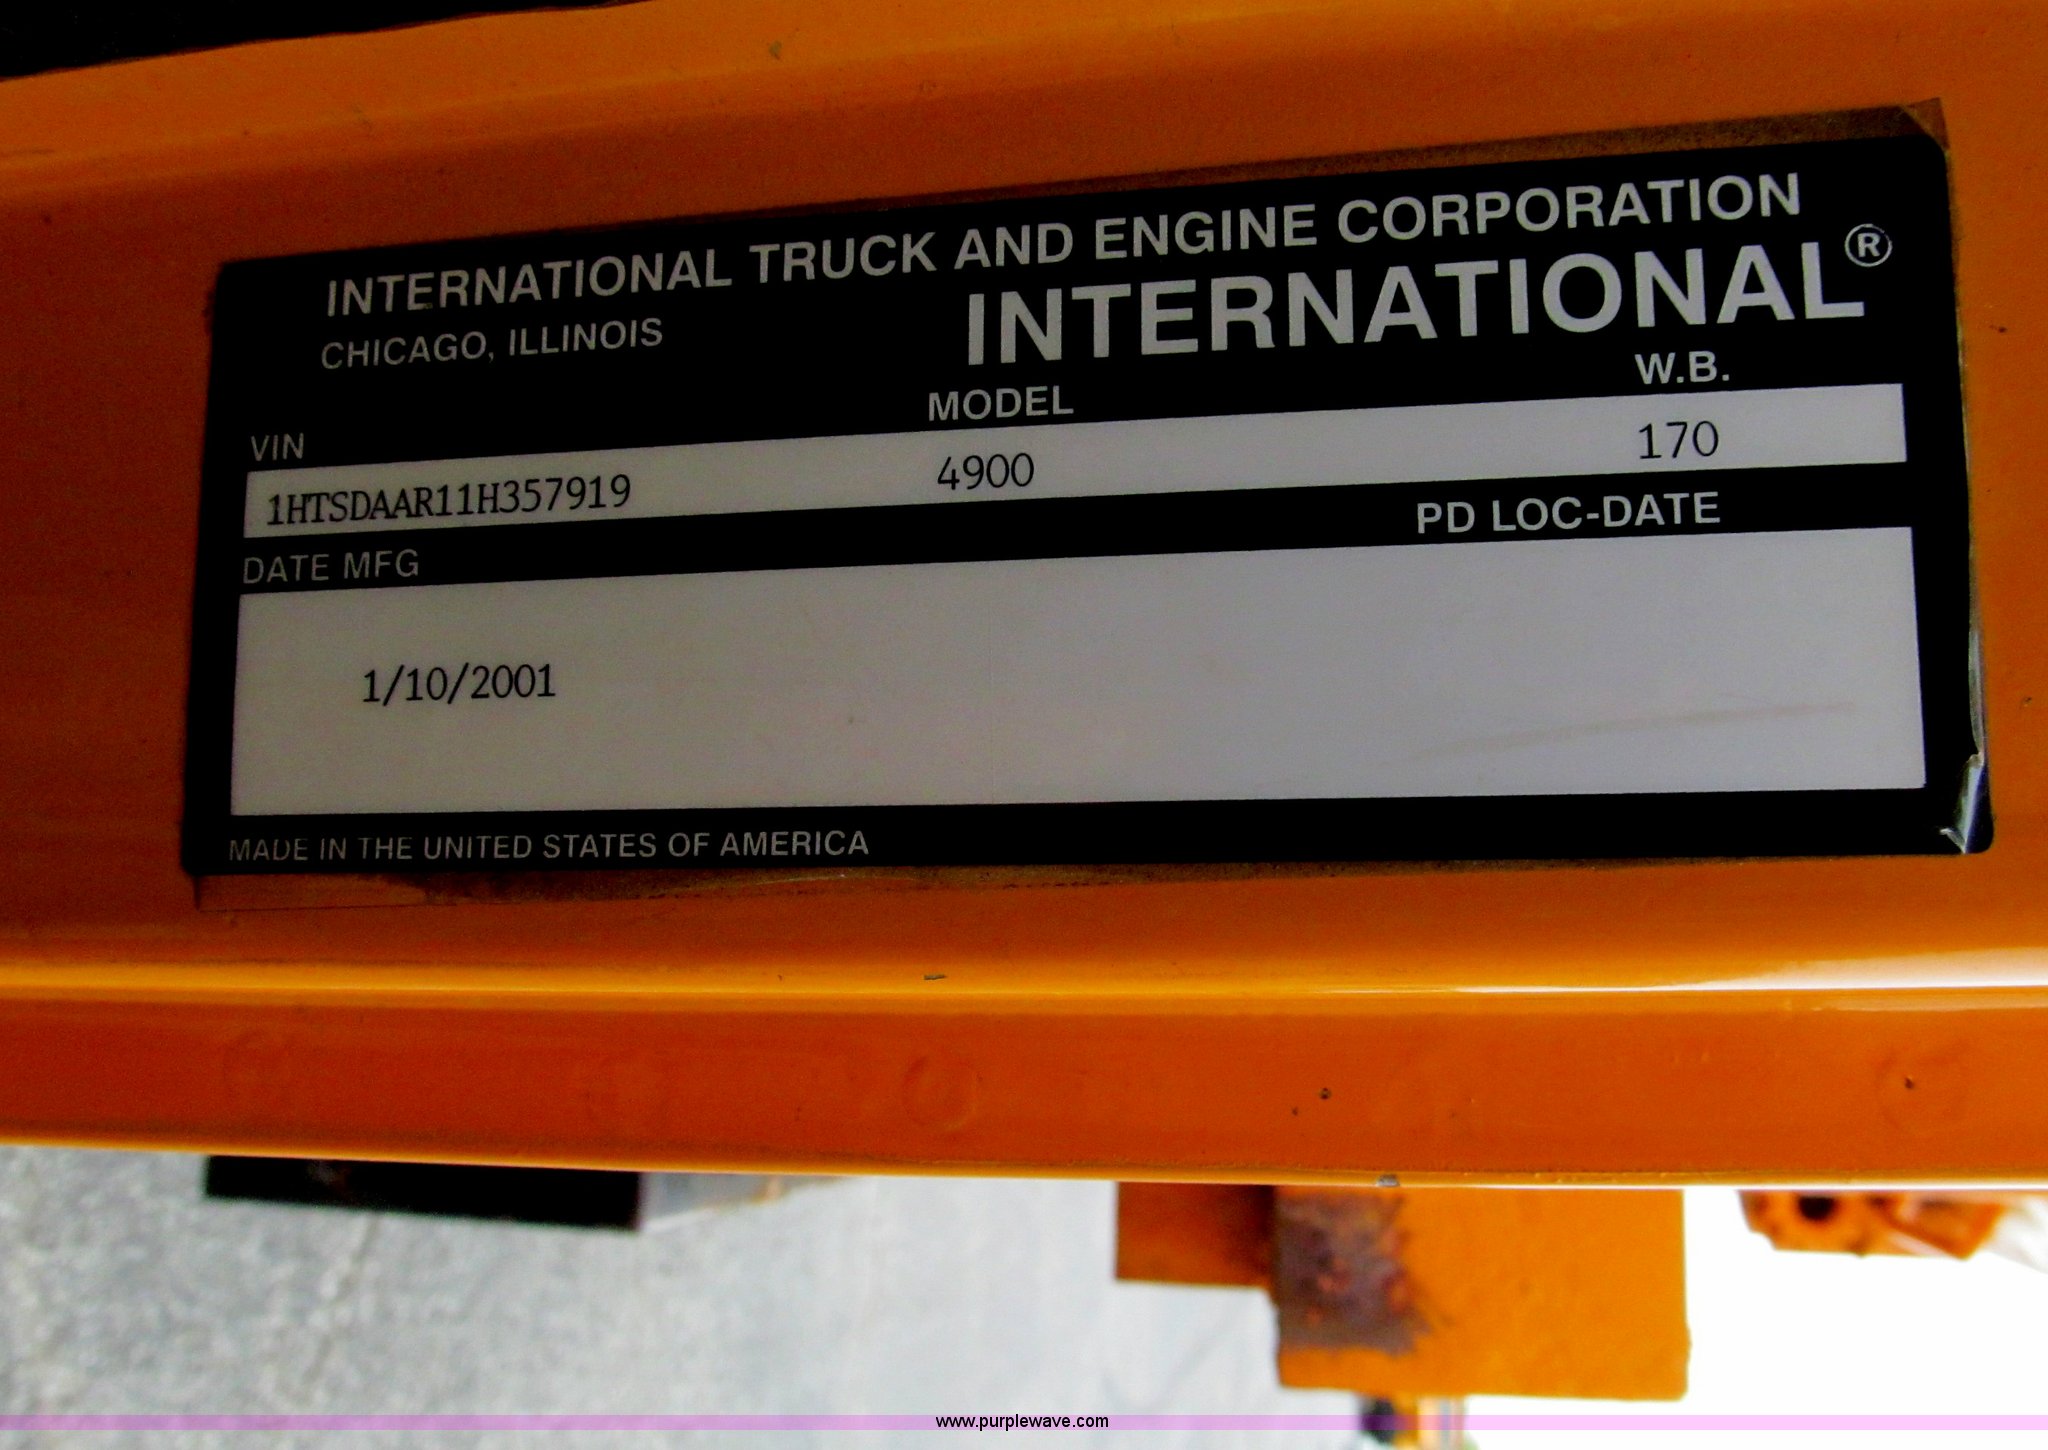 INTERNATIONAL TRUCK AND ENGINE CORPORATION
CHICAGO, ILLINOIS
INTERNATIONAL®
VIN MODEL W.B.
1HTSDAAR11H357919 4900 170
DATE MFG PD LOC-DATE
1/10/2001
MADE IN THE UNITED STATES OF AMERICA
www.purplewave.com